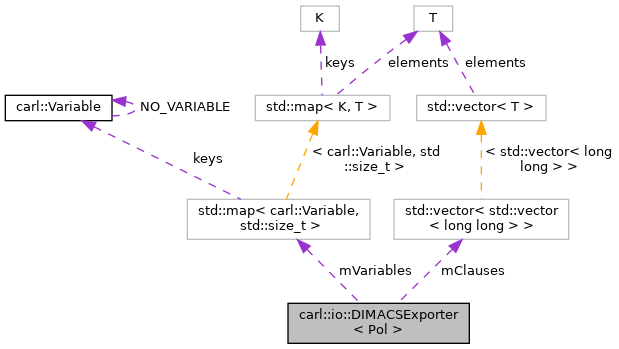 K
T
keys
elements
elements
carl::Variable
NO_VARIABLE
std::map< K, T >
std::vector< T >
keys
< carl::Variable, std
::size_t >
< std::vector< long
long > >
std::map< carl::Variable,
std::size_t >
std::vector< std::vector
< long long > >
mVariables
mClauses
carl::io::DIMACSExporter
< Pol >